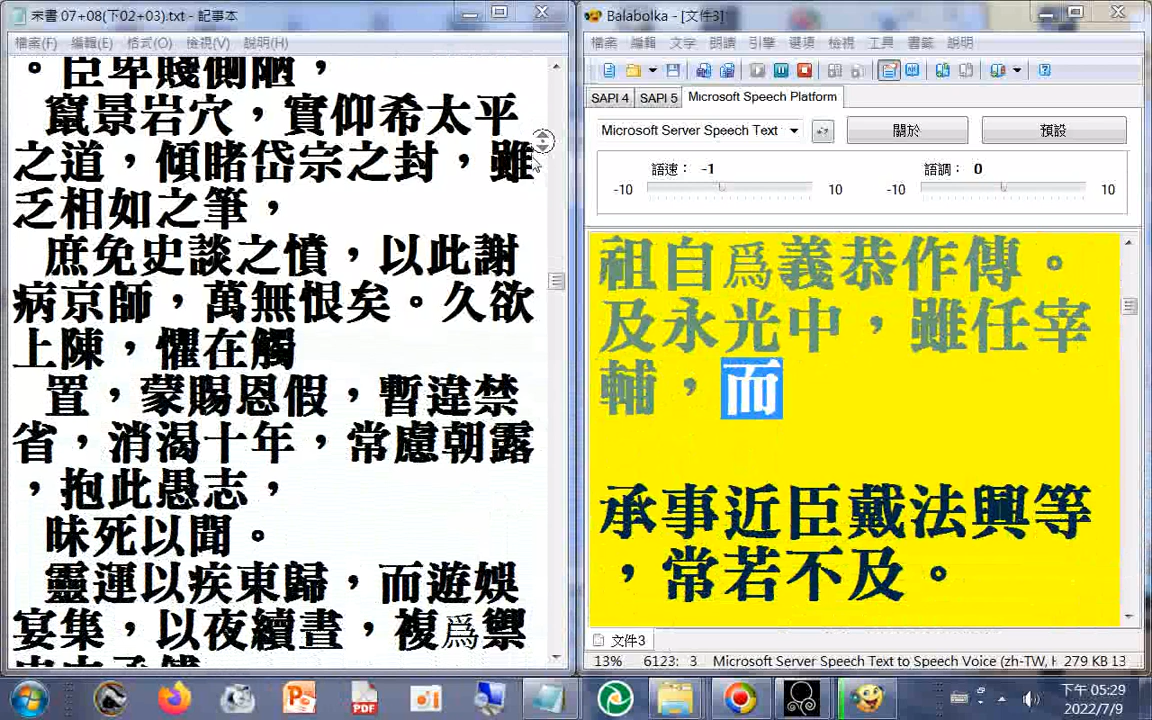 宋書07+08(下02+03).txt - 記事本
檔案(F) 編輯(E) 格式(O) 檢視(V) 說明(H)
。臣卑賤側陋，
竄景岩穴，實仰希太平
之道，傾睹岱宗之封，雖
乏相如之筆，
庶免史談之憤，以此謝
病京師，萬無恨矣。久欲
上陳，懼在觸
置，蒙賜恩假，暫違禁
省，消渴十年，常慮朝露
，抱此愚志，
昧死以聞。
靈運以疾東歸，而遊娛
宴集，以夜續晝，複爲禦
Balabolka - [文件3]
檔案 編輯 文字 朗讀 引擎 選項 檢視 工具 書籤 說明
SAPI 4 SAPI 5 Microsoft Speech Platform
Microsoft Server Speech Text 關於 預設
語速： -1 語調： 0
-10 10 -10 10
祖自爲義恭作傳。
及永光中，雖任宰
輔，而
承事近臣戴法興等
，常若不及。
文件3
13% 6123: 3 Microsoft Server Speech Text to Speech Voice (zh-TW, H 279 KB 13
PDF
下午 05:29
2022/7/9